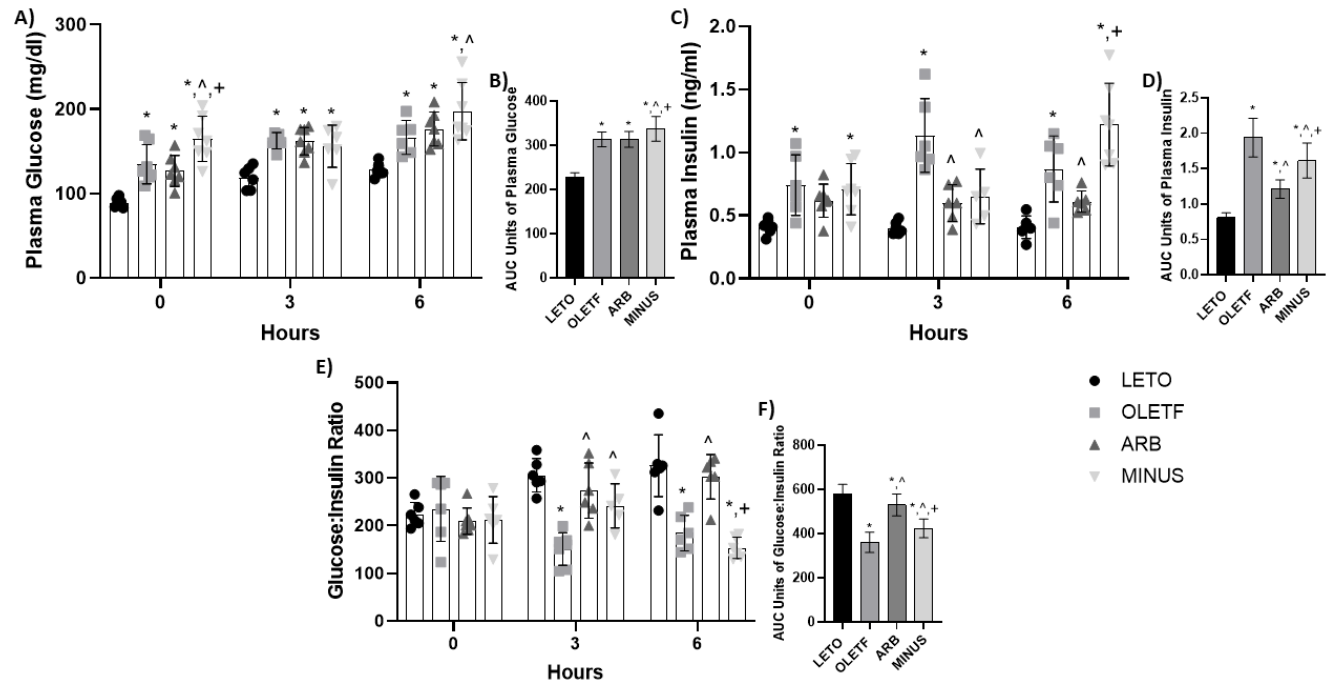 A)
Plasma Glucose (mg/dl)
300
200
150
100
50
0
*
*
*,^,+
*
*
*
*
*
*,^
0
3
6
Hours
B)
AUC Units of Plasma Glucose
400
300
200
100
0
*
*
*,^,+
LETO
OLETF
ARB
MINUS
C)
Plasma Insulin (ng/ml)
2.0
1.5
1.0
0.5
0.0
*
*
*
^
^
*
^
*,+
0
3
6
Hours
D)
AUC Units of Plasma Insulin
2.5
2.0
1.5
1.0
0.5
0.0
*
*,^
*,^,+
LETO
OLETF
ARB
MINUS
E)
Glucose:Insulin Ratio
500
400
300
200
100
0
*
^
^
*
^
*,+
0
3
6
Hours
F)
AUC Units of Glucose:Insulin Ratio
800
600
400
200
0
*
*,^
*,^,+
LETO
OLETF
ARB
MINUS
LETO
OLETF
ARB
MINUS